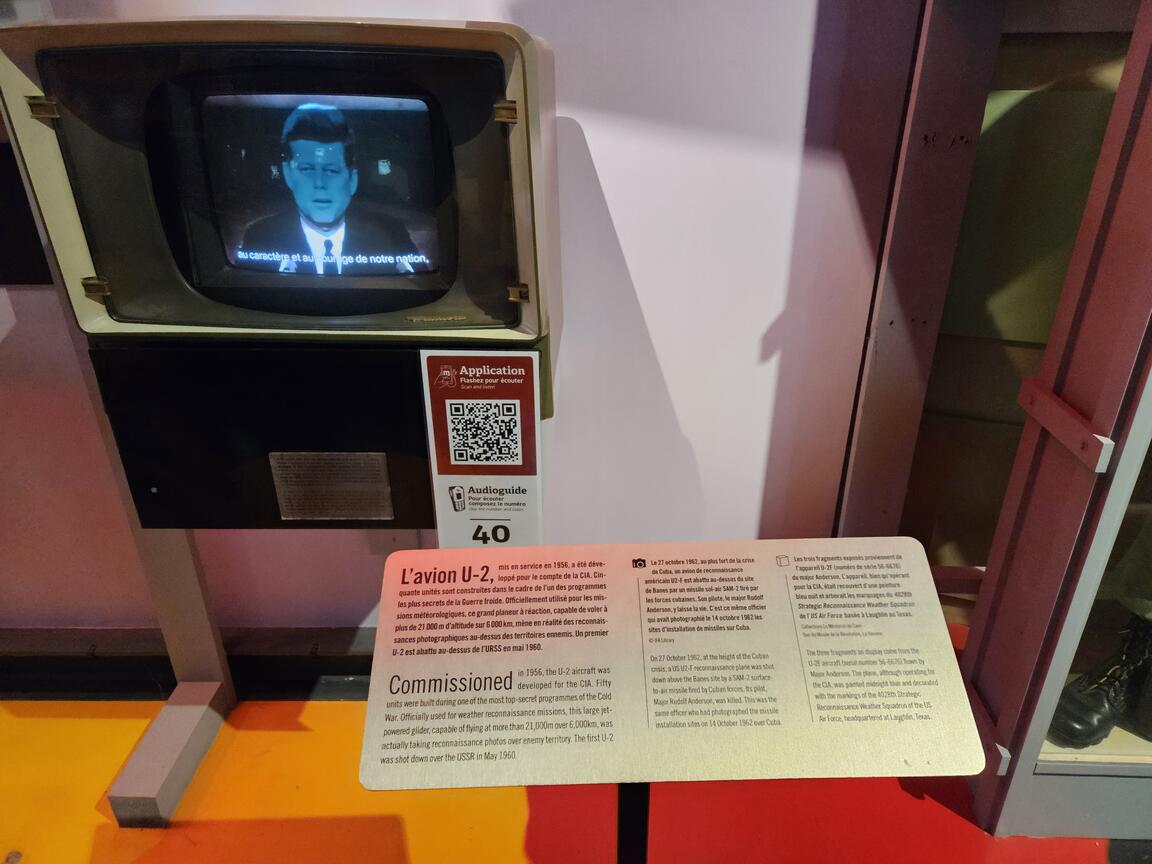 au caractère et au courage de notre nation,
Application
Flashez pour écouter
Scan and listen
Audioguide
Pour écouter
composez le numéro
Dial the number and listen
40
L'avion U-2, mis en service en 1956, a été déve-
loppé pour le compte de la CIA. Cin-
quante unités sont construites dans le cadre de l'un des programmes
les plus secrets de la Guerre froide. Officiellement utilisé pour les mis-
sions météorologiques, ce grand planeur à réaction, capable de voler à
plus de 21 000 m d'altitude sur 6 000 km, mène en réalité des reconnais-
sances photographiques au-dessus des territoires ennemis. Un premier
U-2 est abattu au-dessus de l'URSS en mai 1960.
Commissioned in 1956, the U-2 aircraft was
developed for the CIA. Fifty
units were built during one of the most top-secret programmes of the Cold
War. Officially used for weather reconnaissance missions, this large jet-
powered glider, capable of flying at more than 21,000m over 6,000km, was
actually taking reconnaissance photos over enemy territory. The first U-2
was shot down over the USSR in May 1960.
Le 27 octobre 1962, au plus fort de la crise
de Cuba, un avion de reconnaissance
américain U2-F est abattu au-dessus du site
de Banes par un missile sol-air SAM-2 tiré par
les forces cubaines. Son pilote, le major Rudolf
Anderson, y laisse la vie. C'est ce même officier
qui avait photographié le 14 octobre 1962 les
sites d'installation de missiles sur Cuba.
On 27 October 1962, at the height of the Cuban
crisis, a US U2-F reconnaissance plane was shot
down above the Banes site by a SAM-2 surface-
to-air missile fired by Cuban forces. Its pilot,
Major Rudolf Anderson, was killed. This was the
same officer who had photographed the missile
installation sites on 14 October 1962 over Cuba.
Les trois fragments exposés proviennent de
l'appareil U-2F (numéro de série 56-6676)
du major Anderson. L'appareil, bien qu'opérant
pour la CIA, était recouvert d'une peinture
bleu nuit et arborait les marquages du 4028th
Strategic Reconnaissance Weather Squadron
de l'US Air Force basée à Laughlin au Texas.
Collections Le Mémorial de Caen
The three fragments on display come from the
U-2F aircraft (serial number 56-6676) flown by
Major Anderson. The plane, although operating for
the CIA, was painted midnight blue and decorated
with the markings of the 4028th Strategic
Reconnaissance Weather Squadron of the US
Air Force, headquartered at Laughlin, Texas.